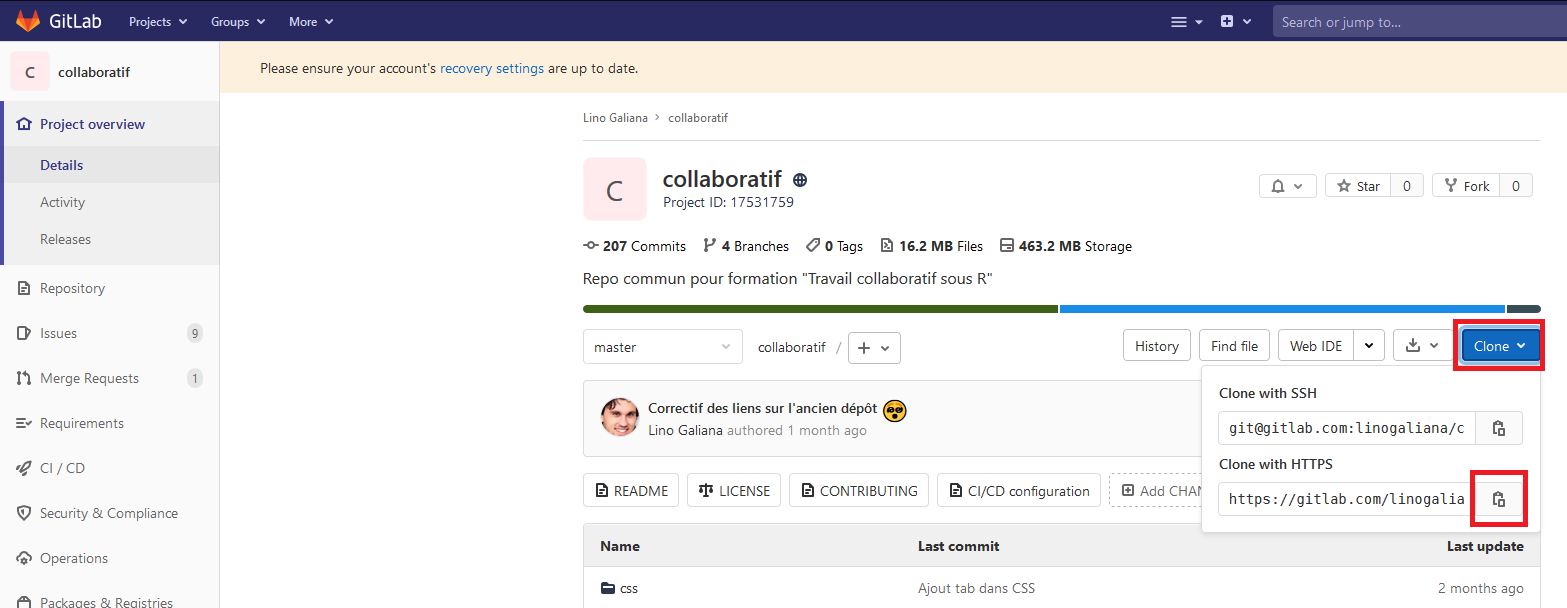 GitLab Projects Groups More Search or jump to...
C collaboratif
Please ensure your account's recovery settings are up to date.
Project overview
Details
Activity
Releases
Repository
Issues 9
Merge Requests 1
Requirements
CI / CD
Security & Compliance
Operations
Packages & Registries
Lino Galiana > collaboratif
C
collaboratif
Project ID: 17531759
Star 0 Fork 0
207 Commits 4 Branches 0 Tags 16.2 MB Files 463.2 MB Storage
Repo commun pour formation "Travail collaboratif sous R"
master collaboratif / + History Find file Web IDE Clone
Correctif des liens sur l'ancien dépôt
Lino Galiana authored 1 month ago
Clone with SSH
git@gitlab.com:linogaliana/c
Clone with HTTPS
https://gitlab.com/linogalia
README LICENSE CONTRIBUTING CI/CD configuration Add CHAN
Name Last commit Last update
css Ajout tab dans CSS 2 months ago